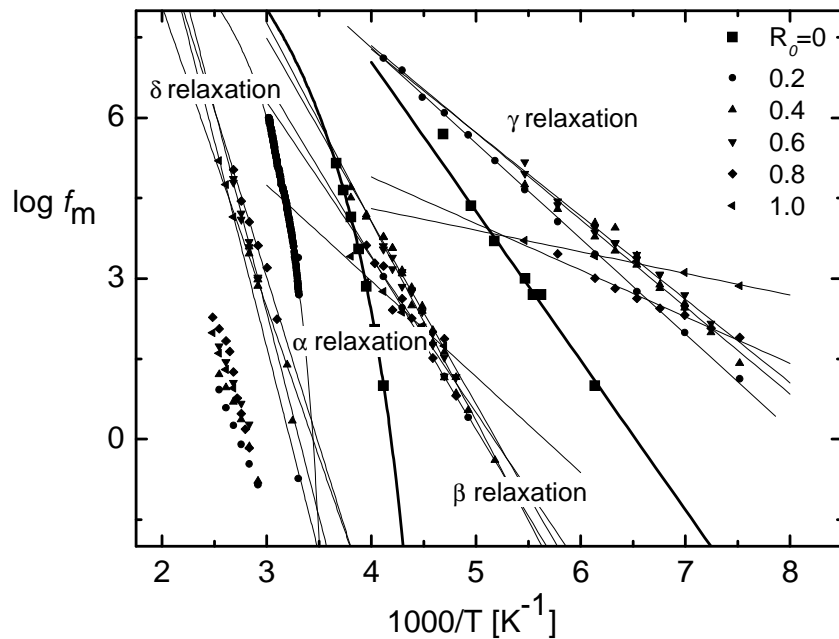 R0=0
0.2
0.4
0.6
0.8
1.0
δ relaxation
γ relaxation
α relaxation
β relaxation
log fm
6
3
0
2 3 4 5 6 7 8
1000/T [K-1]